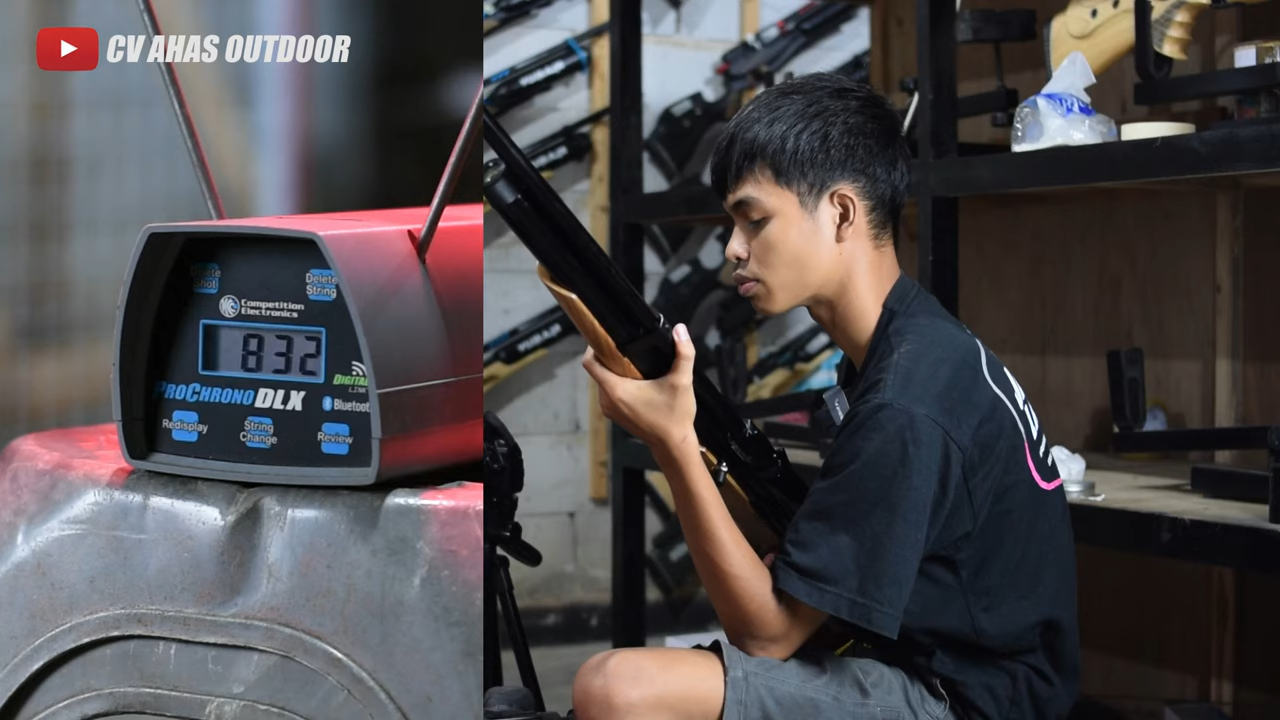 CV AHAS OUTDOOR
Delete
Shot
Delete
String
Competition
Electronics
832
DIGITAL
LINK
PROCHRONO DLX
Bluetooth
Redisplay
String
Change
Review